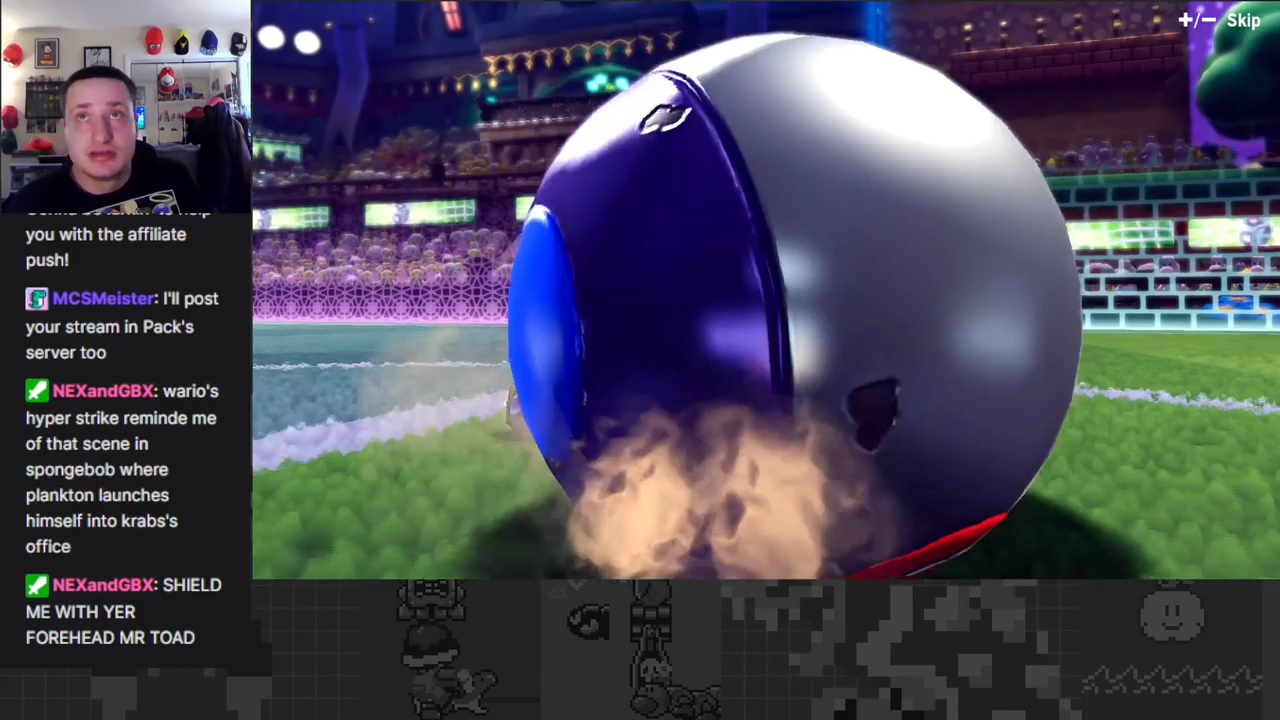 +/− Skip
you with the affiliate
push!
MCSMeister: I'll post
your stream in Pack's
server too
NEXandGBX: wario's
hyper strike reminde me
of that scene in
spongebob where
plankton launches
himself into krabs's
office
NEXandGBX: SHIELD
ME WITH YER
FOREHEAD MR TOAD